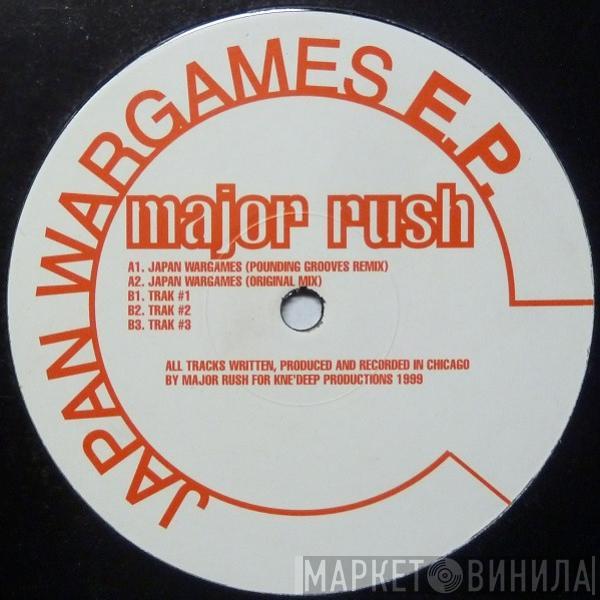 JAPAN WARGAMES E.P.
major rush
A1. JAPAN WARGAMES (POUNDING GROOVES REMIX)
A2. JAPAN WARGAMES (ORIGINAL MIX)
B1. TRAK #1
B2. TRAK #2
B3. TRAK #3
ALL TRACKS WRITTEN, PRODUCED AND RECORDED IN CHICAGO
BY MAJOR RUSH FOR KNE'DEEP PRODUCTIONS 1999
МАРКЕТ ВИНИЛА